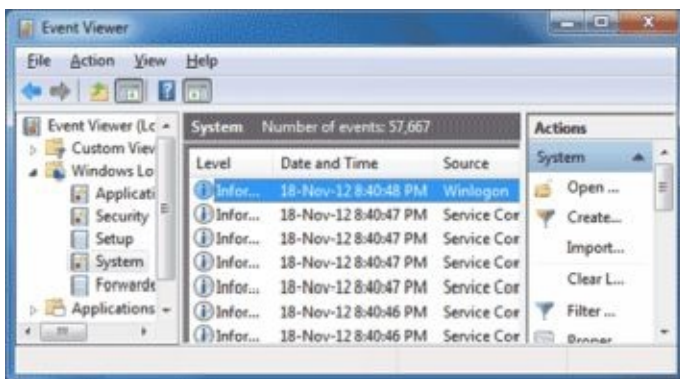 Event Viewer
File Action View Help
Event Viewer (Lc
Custom View
Windows Lo
Applicati
Security
Setup
System
Forwarde
Applications
System Number of events: 57,667
Level Date and Time Source
Infor... 18-Nov-12 8:40:48 PM Winlogon
Infor... 18-Nov-12 8:40:47 PM Service Cor
Infor... 18-Nov-12 8:40:47 PM Service Cor
Infor... 18-Nov-12 8:40:47 PM Service Cor
Infor... 18-Nov-12 8:40:47 PM Service Cor
Infor... 18-Nov-12 8:40:46 PM Service Cor
Infor... 18-Nov-12 8:40:46 PM Service Cor
Actions
System
Open ...
Create...
Import...
Clear L...
Filter ...
Proper